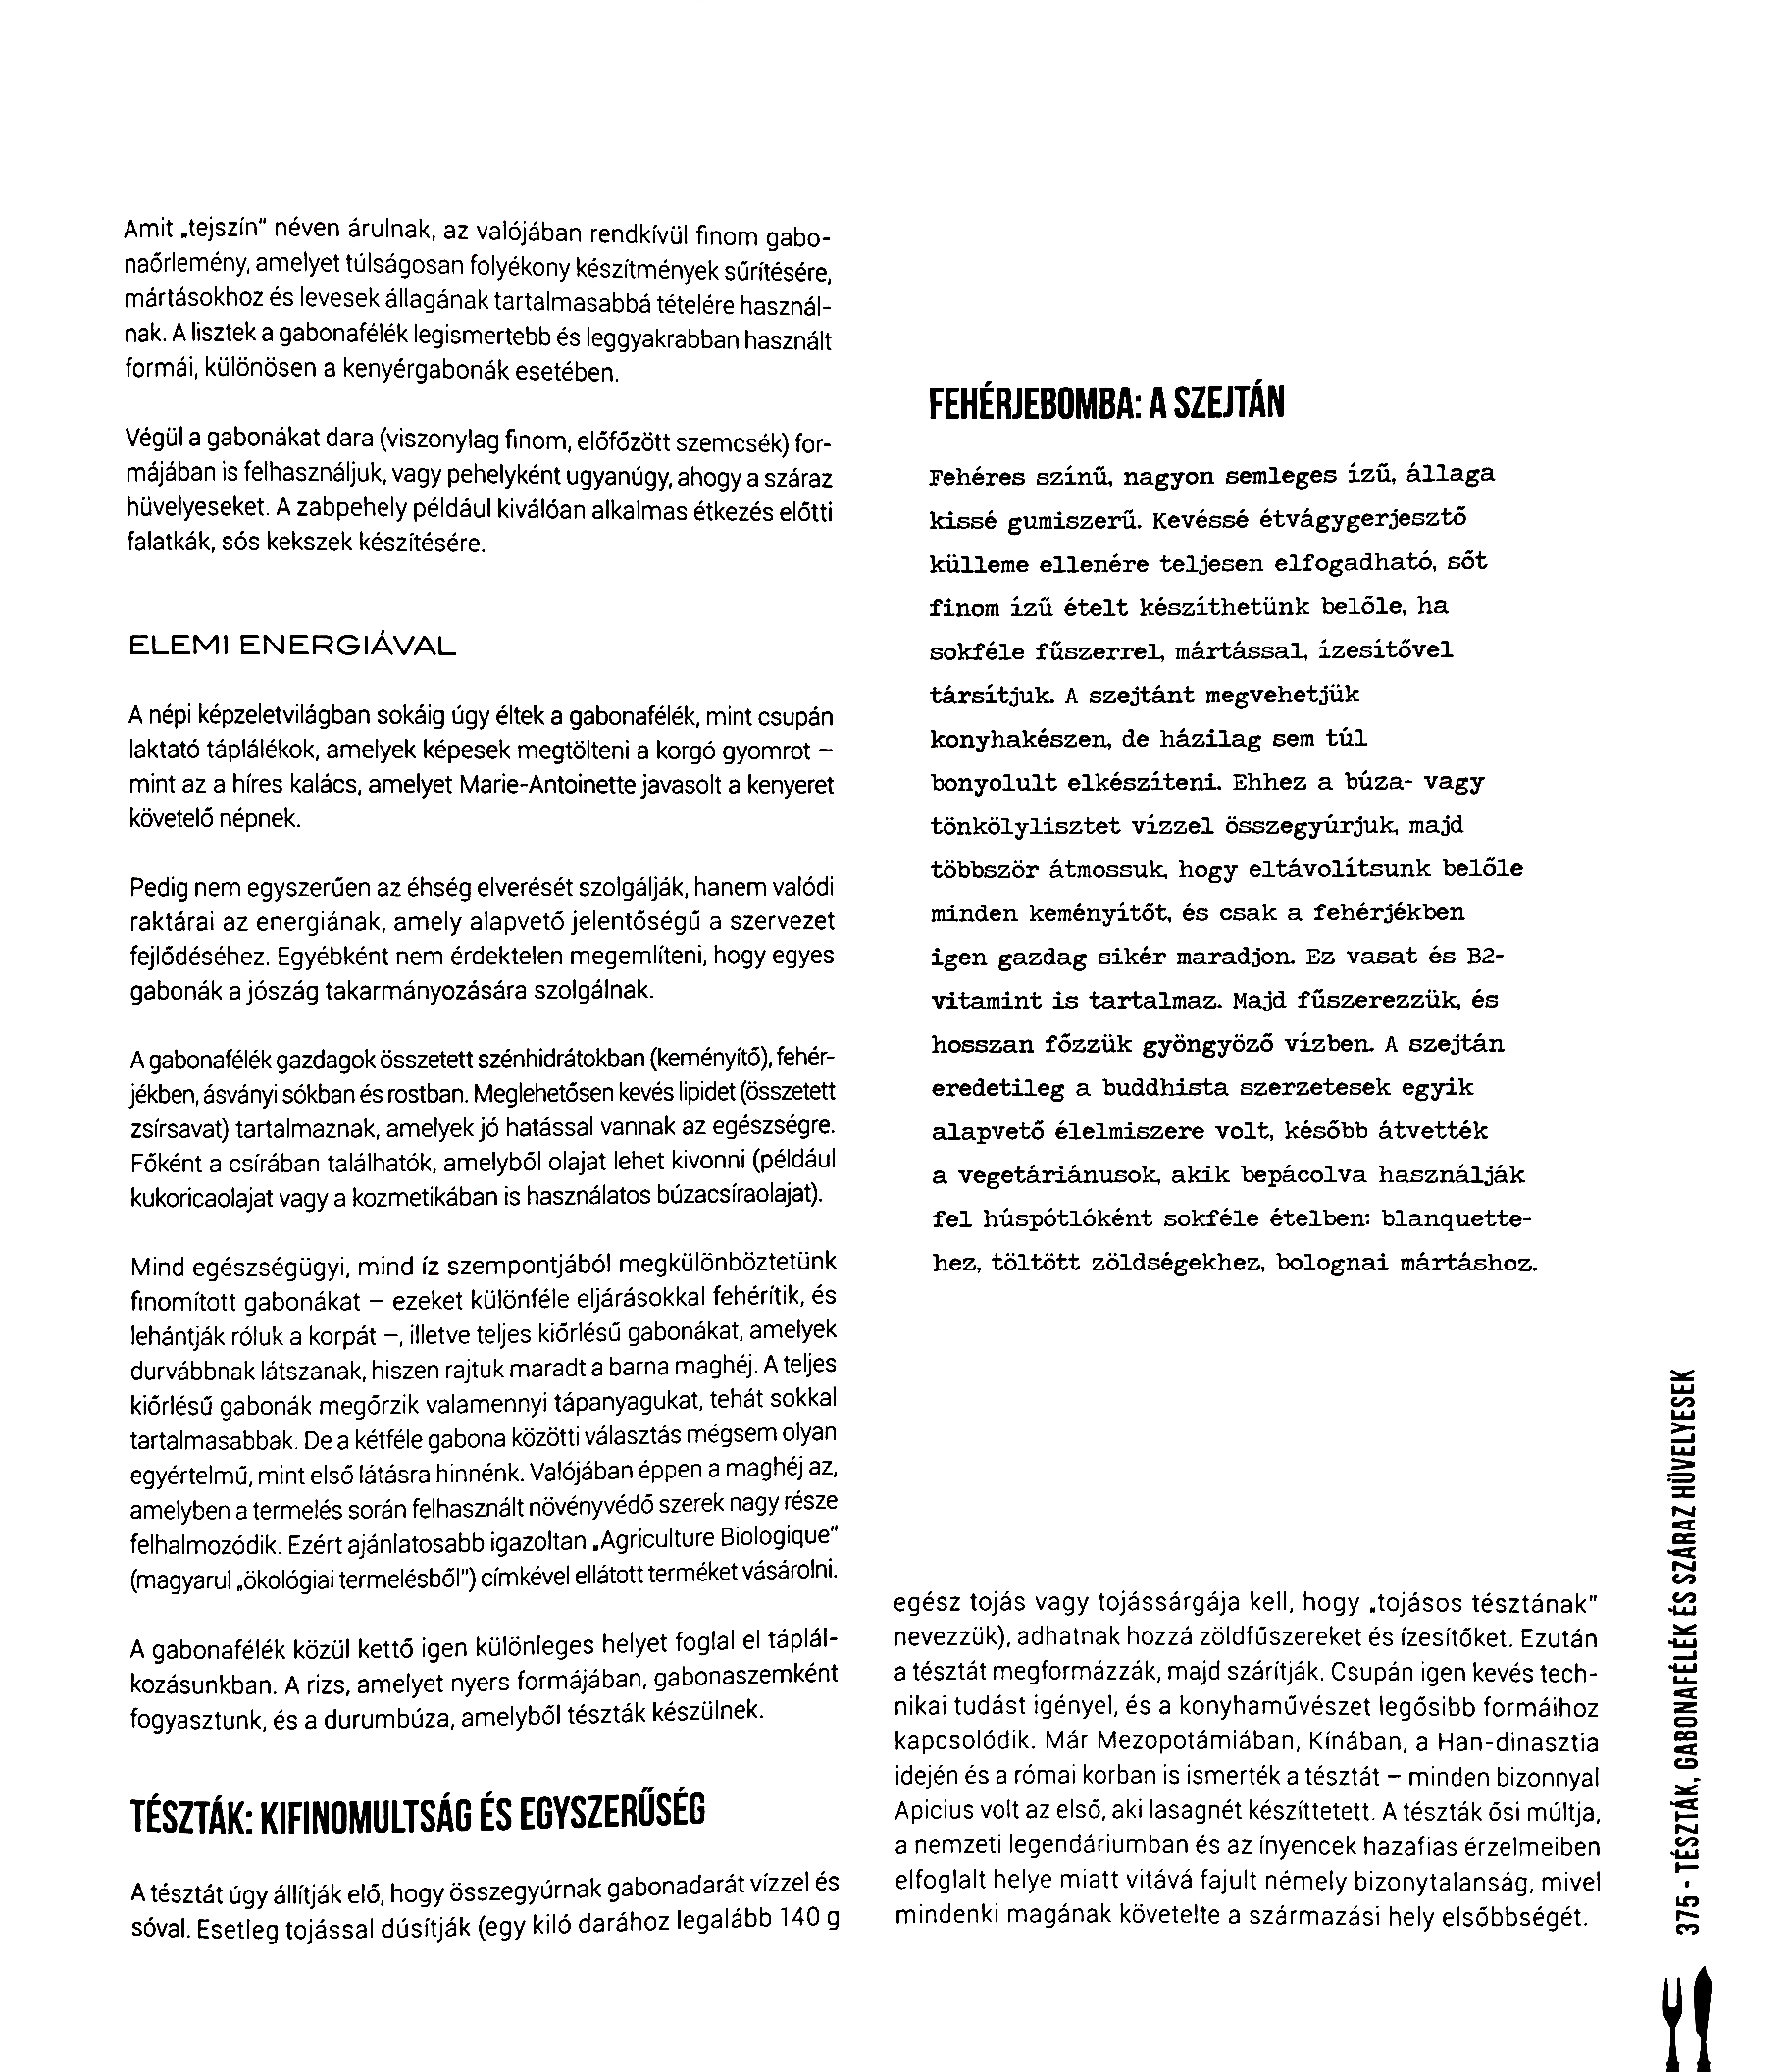 Amit „tejszín" néven árulnak, az valójában rendkívül finom gabo-
naőrlemény, amelyet túlságosan folyékony készítmények sűrítésére,
mártásokhoz és levesek állagának tartalmasabbá tételére használ-
nak. A lisztek a gabonafélék legismertebb és leggyakrabban használt
formái, különösen a kenyérgabonák esetében.
Végül a gabonákat dara (viszonylag finom, előfőzött szemcsék) for-
májában is felhasználjuk, vagy pehelyként ugyanúgy, ahogy a száraz
hüvelyeseket. A zabpehely például kiválóan alkalmas étkezés előtti
falatkák, sós kekszek készítésére.
ELEMI ENERGIÁVAL
A népi képzeletvilágban sokáig úgy éltek a gabonafélék, mint csupán
laktató táplálékok, amelyek képesek megtölteni a korgó gyomrot –
mint az a híres kalács, amelyet Marie-Antoinette javasolt a kenyeret
követelő népnek.
Pedig nem egyszerűen az éhség elverését szolgálják, hanem valódi
raktárai az energiának, amely alapvető jelentőségű a szervezet
fejlődéséhez. Egyébként nem érdektelen megemlíteni, hogy egyes
gabonák a jószág takarmányozására szolgálnak.
A gabonafélék gazdagok összetett szénhidrátokban (keményítő), fehér-
jékben, ásványi sókban és rostban. Meglehetősen kevés lipidet (összetett
zsírsavat) tartalmaznak, amelyek jó hatással vannak az egészségre.
Főként a csírában találhatók, amelyből olajat lehet kivonni (például
kukoricaolajat vagy a kozmetikában is használatos búzacsíraolajat).
Mind egészségügyi, mind íz szempontjából megkülönböztetünk
finomított gabonákat – ezeket különféle eljárásokkal fehérítik, és
lehántják róluk a korpát –, illetve teljes kiőrlésű gabonákat, amelyek
durvábbnak látszanak, hiszen rajtuk maradt a barna maghéj. A teljes
kiőrlésű gabonák megőrzik valamennyi tápanyagukat, tehát sokkal
tartalmasabbak. De a kétféle gabona közötti választás mégsem olyan
egyértelmű, mint első látásra hinnénk. Valójában éppen a maghéj az,
amelyben a termelés során felhasznált növényvédő szerek nagy része
felhalmozódik. Ezért ajánlatosabb igazoltan „Agriculture Biologique"
(magyarul „ökológiai termelésből") címkével ellátott terméket vásárolni.
A gabonafélék közül kettő igen különleges helyet foglal el táplál-
kozásunkban. A rizs, amelyet nyers formájában, gabonaszemként
fogyasztunk, és a durumbúza, amelyből tészták készülnek.
TÉSZTÁK: KIFINOMULTSÁG ÉS EGYSZERŰSÉG
A tésztát úgy állítják elő, hogy összegyúrnak gabonadarát vízzel és
sóval. Esetleg tojással dúsítják (egy kiló darához legalább 140 g
FEHÉRJEBOMBA: A SZEJTÁN
Fehéres színű, nagyon semleges ízű, állaga
kissé gumiszerű. Kevéssé étvágygerjesztő
külleme ellenére teljesen elfogadható, sőt
finom ízű ételt készíthetünk belőle, ha
sokféle fűszerrel, mártással, ízesítővel
társítjuk. A szejtánt megvehetjük
konyhakészen, de házilag sem túl
bonyolult elkészíteni. Ehhez a búza- vagy
tönkölylisztet vízzel összegyúrjuk, majd
többször átmossuk, hogy eltávolítsunk belőle
minden keményítőt, és csak a fehérjékben
igen gazdag sikér maradjon. Ez vasat és B2-
vitamint is tartalmaz. Majd fűszerezzük, és
hosszan főzzük gyöngyöző vízben. A szejtán
eredetileg a buddhista szerzetesek egyik
alapvető élelmiszere volt, később átvették
a vegetáriánusok, akik bepácolva használják
fel húspótlóként sokféle ételben: blanquette-
hez, töltött zöldségekhez, bolognai mártáshoz.
egész tojás vagy tojássárgája kell, hogy „tojásos tésztának"
nevezzük), adhatnak hozzá zöldfűszereket és ízesítőket. Ezután
a tésztát megformázzák, majd szárítják. Csupán igen kevés tech-
nikai tudást igényel, és a konyhaművészet legősibb formáihoz
kapcsolódik. Már Mezopotámiában, Kínában, a Han-dinasztia
idején és a római korban is ismerték a tésztát – minden bizonnyal
Apicius volt az első, aki lasagnét készíttetett. A tészták ősi múltja,
a nemzeti legendáriumban és az ínyencek hazafias érzelmeiben
elfoglalt helye miatt vitává fajult némely bizonytalanság, mivel
mindenki magának követelte a származási hely elsőbbségét.
375 - TÉSZTÁK, GABONAFÉLÉK ÉS SZÁRAZ HÜVELYESEK